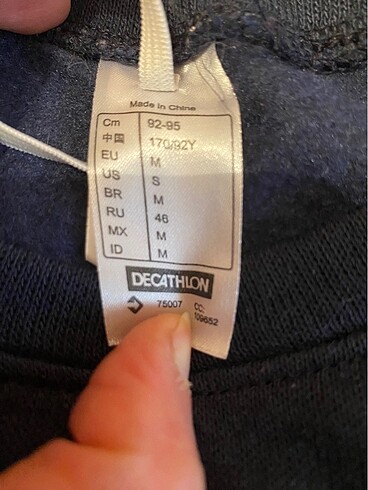 Made in China
Cm 92-95
中国 170/92Y
EU M
US S
BR M
RU 46
MX M
ID M
DECATHLON
75007 CC:
109652